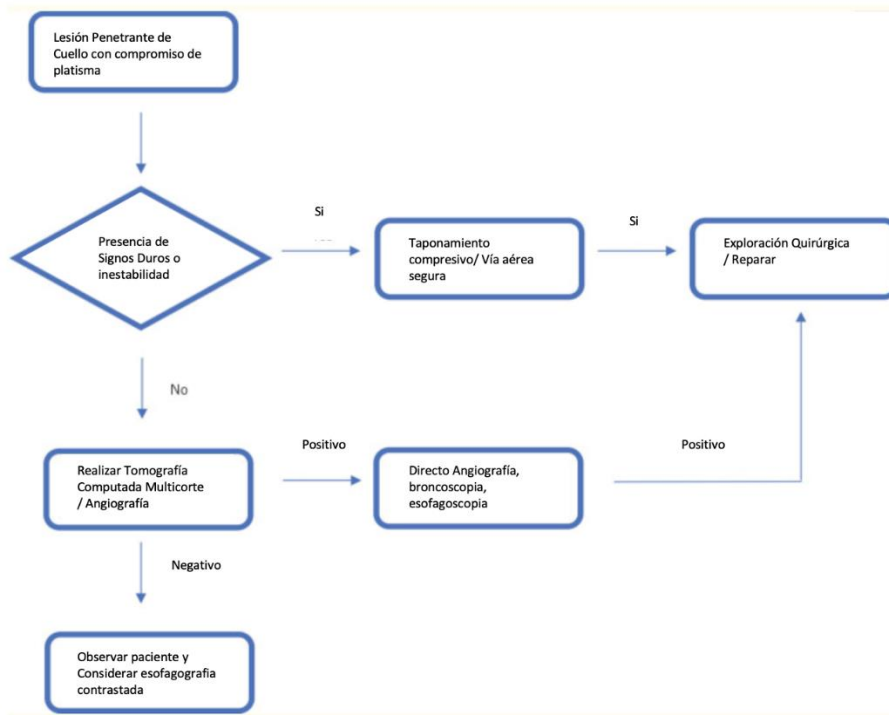 Lesión Penetrante de
Cuello con compromiso de
platisma
Presencia de
Signos Duros o
inestabilidad
Si
Taponamiento
compresivo/ Vía aérea
segura
Si
Exploración Quirúrgica
/ Reparar
No
Realizar Tomografía
Computada Multicorte
/ Angiografía
Positivo
Directo Angiografía,
broncoscopia,
esofagoscopia
Positivo
Negativo
Observar paciente y
Considerar esofagografia
contrastada